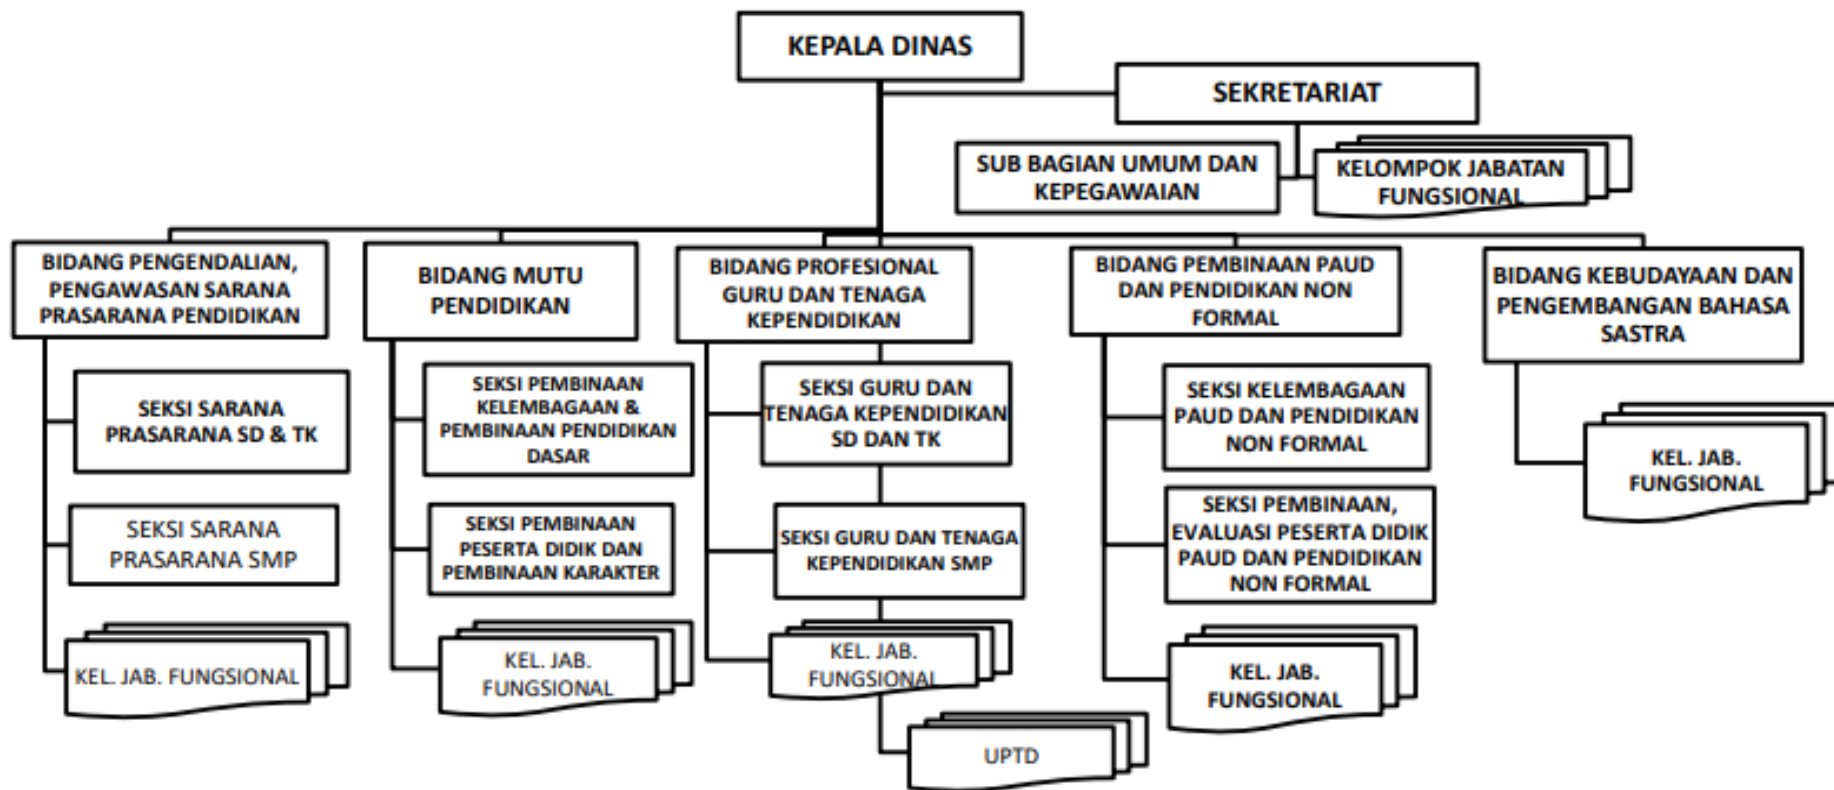 KEPALA DINAS
SEKRETARIAT
SUB BAGIAN UMUM DAN
KEPEGAWAIAN
KELOMPOK JABATAN
FUNGSIONAL
BIDANG PENGENDALIAN,
PENGAWASAN SARANA
PRASARANA PENDIDIKAN
SEKSI SARANA
PRASARANA SD & TK
SEKSI SARANA
PRASARANA SMP
KEL. JAB. FUNGSIONAL
BIDANG MUTU
PENDIDIKAN
SEKSI PEMBINAAN
KELEMBAGAAN &
PEMBINAAN PENDIDIKAN
DASAR
SEKSI PEMBINAAN
PESERTA DIDIK DAN
PEMBINAAN KARAKTER
KEL. JAB.
FUNGSIONAL
BIDANG PROFESIONAL
GURU DAN TENAGA
KEPENDIDIKAN
SEKSI GURU DAN
TENAGA KEPENDIDIKAN
SD DAN TK
SEKSI GURU DAN TENAGA
KEPENDIDIKAN SMP
KEL. JAB.
FUNGSIONAL
UPTD
BIDANG PEMBINAAN PAUD
DAN PENDIDIKAN NON
FORMAL
SEKSI KELEMBAGAAN
PAUD DAN PENDIDIKAN
NON FORMAL
SEKSI PEMBINAAN,
EVALUASI PESERTA DIDIK
PAUD DAN PENDIDIKAN
NON FORMAL
KEL. JAB.
FUNGSIONAL
BIDANG KEBUDAYAAN DAN
PENGEMBANGAN BAHASA
SASTRA
KEL. JAB.
FUNGSIONAL